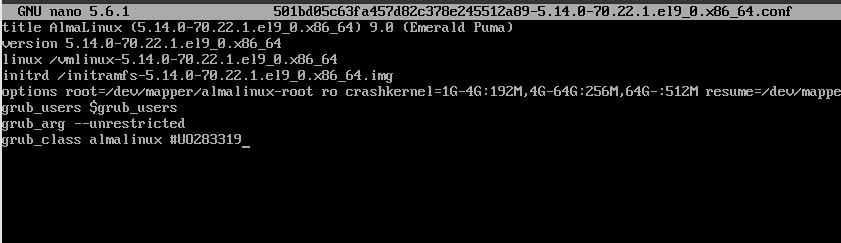 GNU nano 5.6.1 501bd05c63fa457d82c378e245512a89-5.14.0-70.22.1.el9_0.x86_64.conf
title AlmaLinux (5.14.0-70.22.1.el9_0.x86_64) 9.0 (Emerald Puma)
version 5.14.0-70.22.1.el9_0.x86_64
linux /vmlinux-5.14.0-70.22.1.el9_0.x86_64
initrd /initramfs-5.14.0-70.22.1.el9_0.x86_64.img
options root=/dev/mapper/almalinux-root ro crashkernel=1G-4G:192M,4G-64G:256M,64G-:512M resume=/dev/mappe
grub_users $grub_users
grub_arg --unrestricted
grub_class almalinux #UO283319_